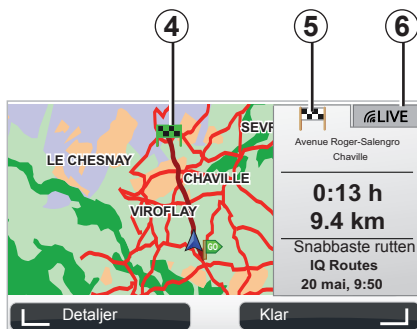 4 5 6
LIVE
SEVR
Avenue Roger-Salengro
Chaville
LE CHESNAY
CHAVILLE
0:13 h
VIROFLAY
9.4 km
GO
Snabbaste rutten
IQ Routes
20 mai, 9:50
Detaljer Klar